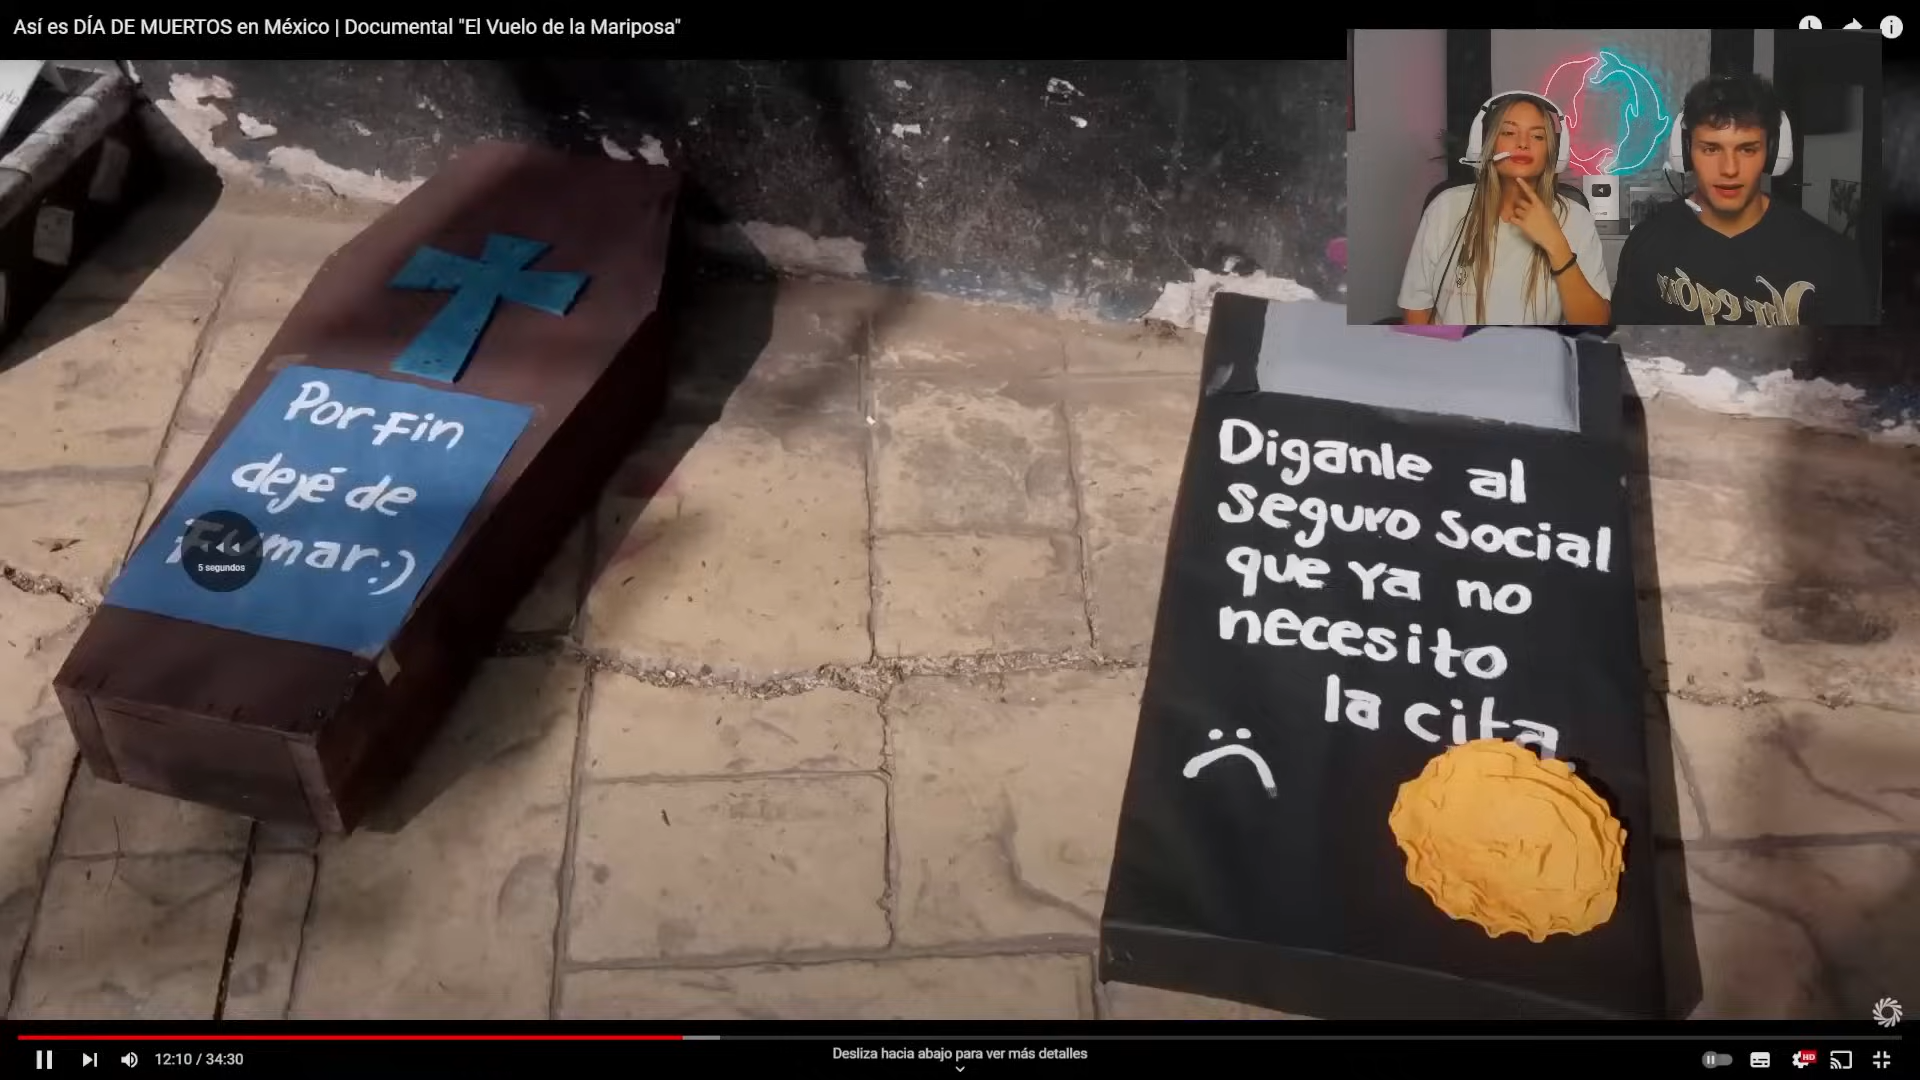 Así es DÍA DE MUERTOS en México | Documental "El Vuelo de la Mariposa"
Por Fin
dejé de
Fumar:)
5 segundos
Diganle al
seguro Social
que Ya no
necesito
la cita
12:10 / 34:30
Desliza hacia abajo para ver más detalles
HD